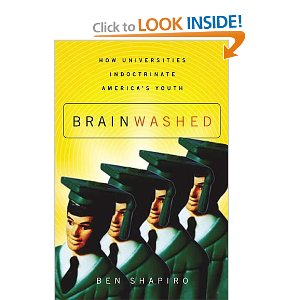 Click to LOOK INSIDE!
HOW UNIVERSITIES
INDOCTRINATE
AMERICA'S YOUTH
BRAINWASHED
BEN SHAPIRO